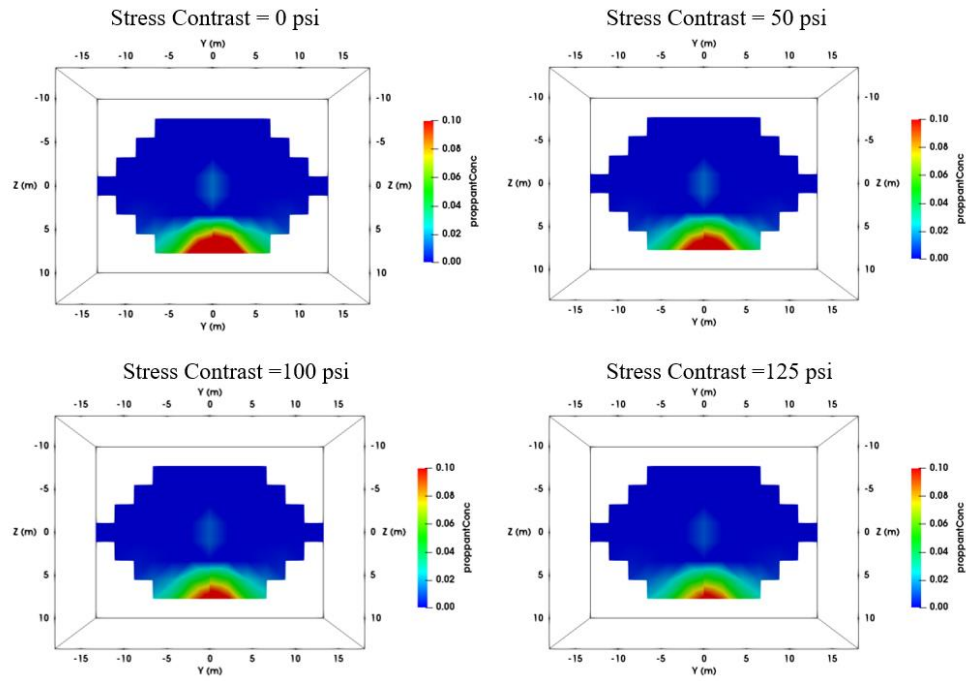 Stress Contrast = 0 psi
Y (m)
-15 -10 -5 0 5 10 15
-10 -10
-5 -5
Z (m) 0 0 Z (m)
5 5
10 10
-15 -10 -5 0 5 10 15
Y (m)
0.10
0.08
0.06
0.04
0.02
0.00
proppantConc
Stress Contrast = 50 psi
Y (m)
-15 -10 -5 0 5 10 15
-10 -10
-5 -5
Z (m) 0 0 Z (m)
5 5
10 10
-15 -10 -5 0 5 10 15
Y (m)
0.10
0.08
0.06
0.04
0.02
0.00
proppantConc
Stress Contrast =100 psi
Y (m)
-15 -10 -5 0 5 10 15
-10 -10
-5 -5
Z (m) 0 0 Z (m)
5 5
10 10
-15 -10 -5 0 5 10 15
Y (m)
0.10
0.08
0.06
0.04
0.02
0.00
proppantConc
Stress Contrast =125 psi
Y (m)
-15 -10 -5 0 5 10 15
-10 -10
-5 -5
Z (m) 0 0 Z (m)
5 5
10 10
-15 -10 -5 0 5 10 15
Y (m)
0.10
0.08
0.06
0.04
0.02
0.00
proppantConc